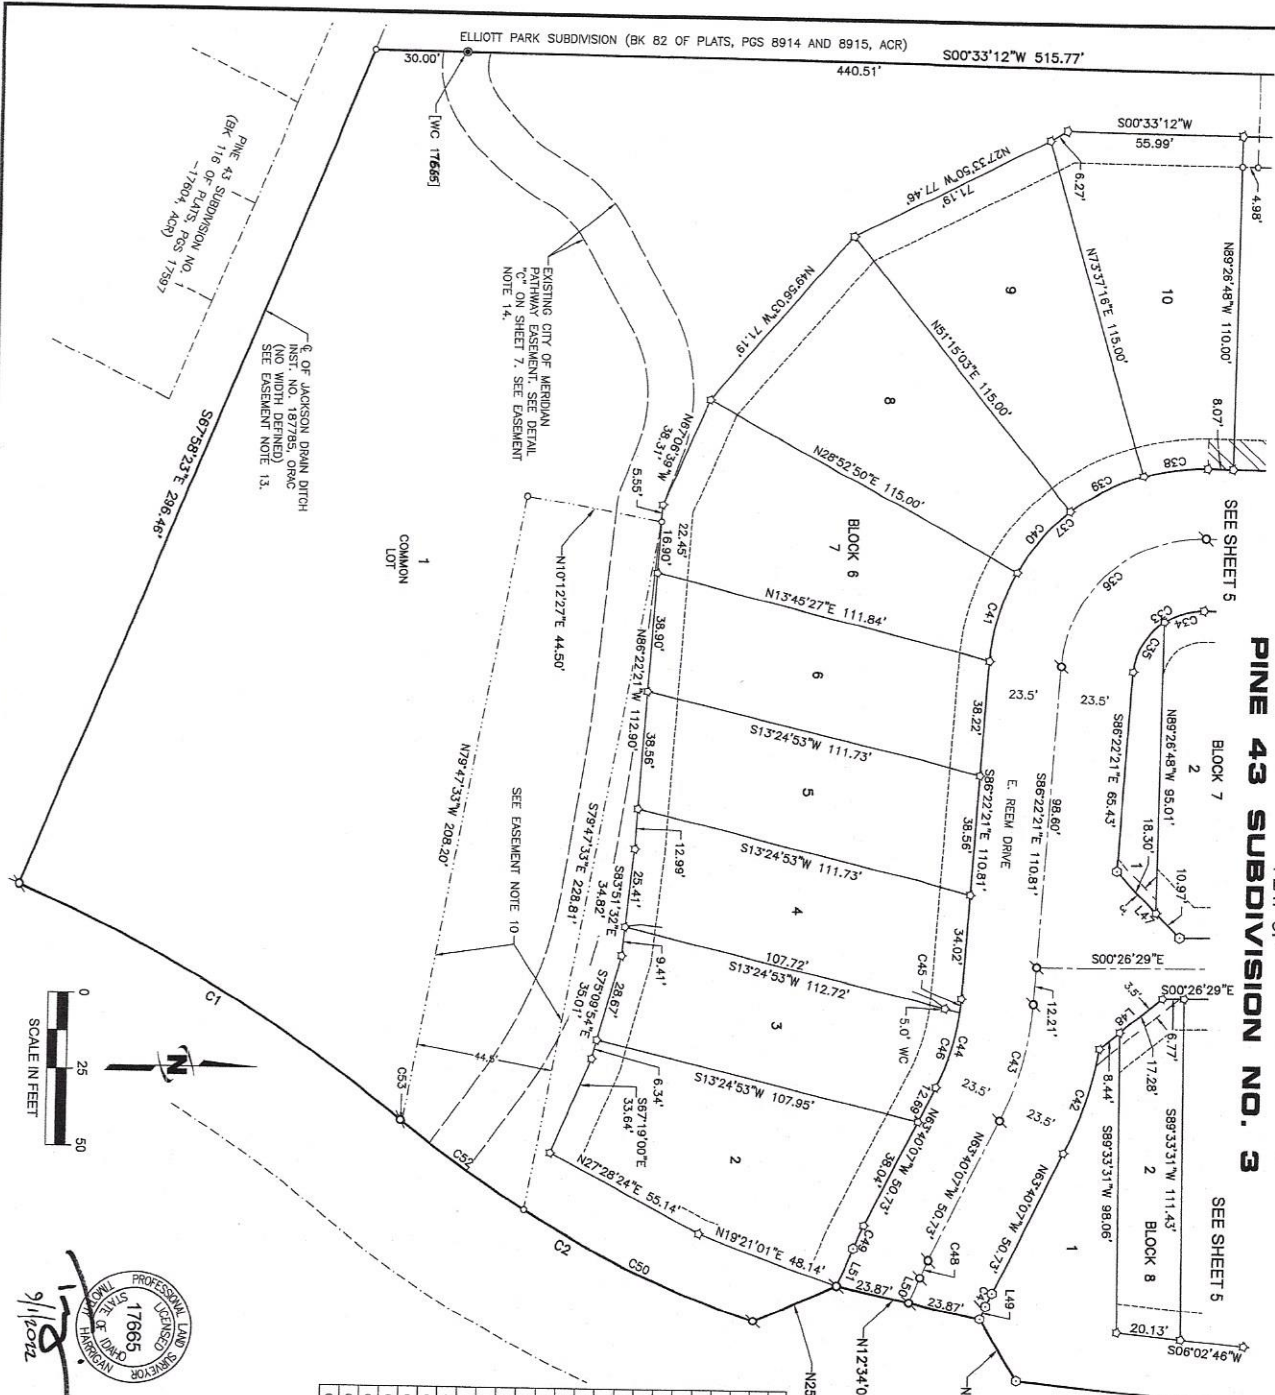 PINE 43 SUBDIVISION NO. 3
ELLIOTT PARK SUBDIVISION (BK 82 OF PLATS, PGS 8914 AND 8915, ACR)
S00°33'12"W 515.77'
30.00'
440.51'
[WC 17665]
PINE 43 SUBDIVISION NO.
(BK 116 OF PLATS, PGS 17597
-17604, ACR)
S00°33'12"W
55.99'
4.98'
N27°33'50"W 77.46'
71.19'
6.27'
N73°37'16"E 115.00'
N89°26'48"W 110.00'
10
9
8
8.07'
SEE SHEET 5
N49°56'03"W 71.19'
N51°15'03"E 115.00'
C38
C39
C37
C40
C36
C41
EXISTING CITY OF MERIDIAN
PATHWAY EASEMENT. SEE DETAIL
"C" ON SHEET 7. SEE EASEMENT
NOTE 14.
℄ OF JACKSON DRAIN DITCH
INST. NO. 187785, ORAC
(NO WIDTH DEFINED)
SEE EASEMENT NOTE 13.
S67°58'23"E 296.46'
N67°06'39"W
38.31'
5.55'
22.45'
16.90'
N28°52'50"E 115.00'
BLOCK 6
7
C33
C34
C35
N10°12'27"E 44.50'
1
COMMON
LOT
N13°45'27"E 111.84'
38.90'
N86°22'21"W 112.90'
38.56'
12.99'
25.41'
6
38.22'
23.5'
23.5'
S13°24'53"W 111.73'
5
S86°22'21"E 110.81'
38.56'
E. REEM DRIVE
98.60'
S86°22'21"E 110.81'
S86°22'21"E 65.43'
N89°26'48"W 95.01'
BLOCK 7
2
18.30'
10.97'
1
L47
S13°24'53"W 111.73'
4
34.02'
N79°47'33"W 208.20'
S79°47'33"E 228.81'
SEE EASEMENT NOTE 10
S83°51'32"E
34.82'
9.41'
107.72'
S13°24'53"W 112.72'
C45
5.0' WC
S00°26'29"E
12.21'
S00°26'29"E
3.5'
L48
6.77'
17.28'
8.44'
3
28.67'
S75°09'54"E
35.01'
S13°24'53"W 107.95'
6.34'
S67°19'00"E
33.64'
44.5'
C44
C46
C43
C42
23.5'
23.5'
12.69'
N63°40'07"W 50.73'
38.04'
N63°40'07"W 50.73'
N63°40'07"W 50.73'
S89°33'31"W 111.43'
S89°33'31"W 98.06'
2
BLOCK 8
SEE SHEET 5
2
1
C1
C53
C52
C2
C50
N27°28'24"E 55.14'
N19°21'01"E 48.14'
C49
L51
C48
L50
L49
23.87'
23.87'
20.13'
S06°02'46"W
N25
N12°34'0
N
N
0
25
50
SCALE IN FEET
PROFESSIONAL LAND SURVEYOR
LICENSED
17665
STATE OF IDAHO
HARRIGAN
9/1/2022